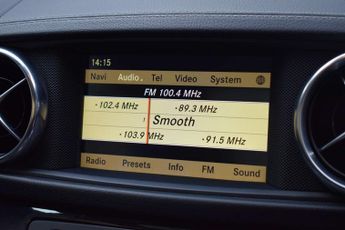 14:15
Navi Audio Tel Video System
FM 100.4 MHz
102.4 MHz 89.3 MHz
1 Smooth
103.9 MHz 91.5 MHz
Radio Presets Info FM Sound